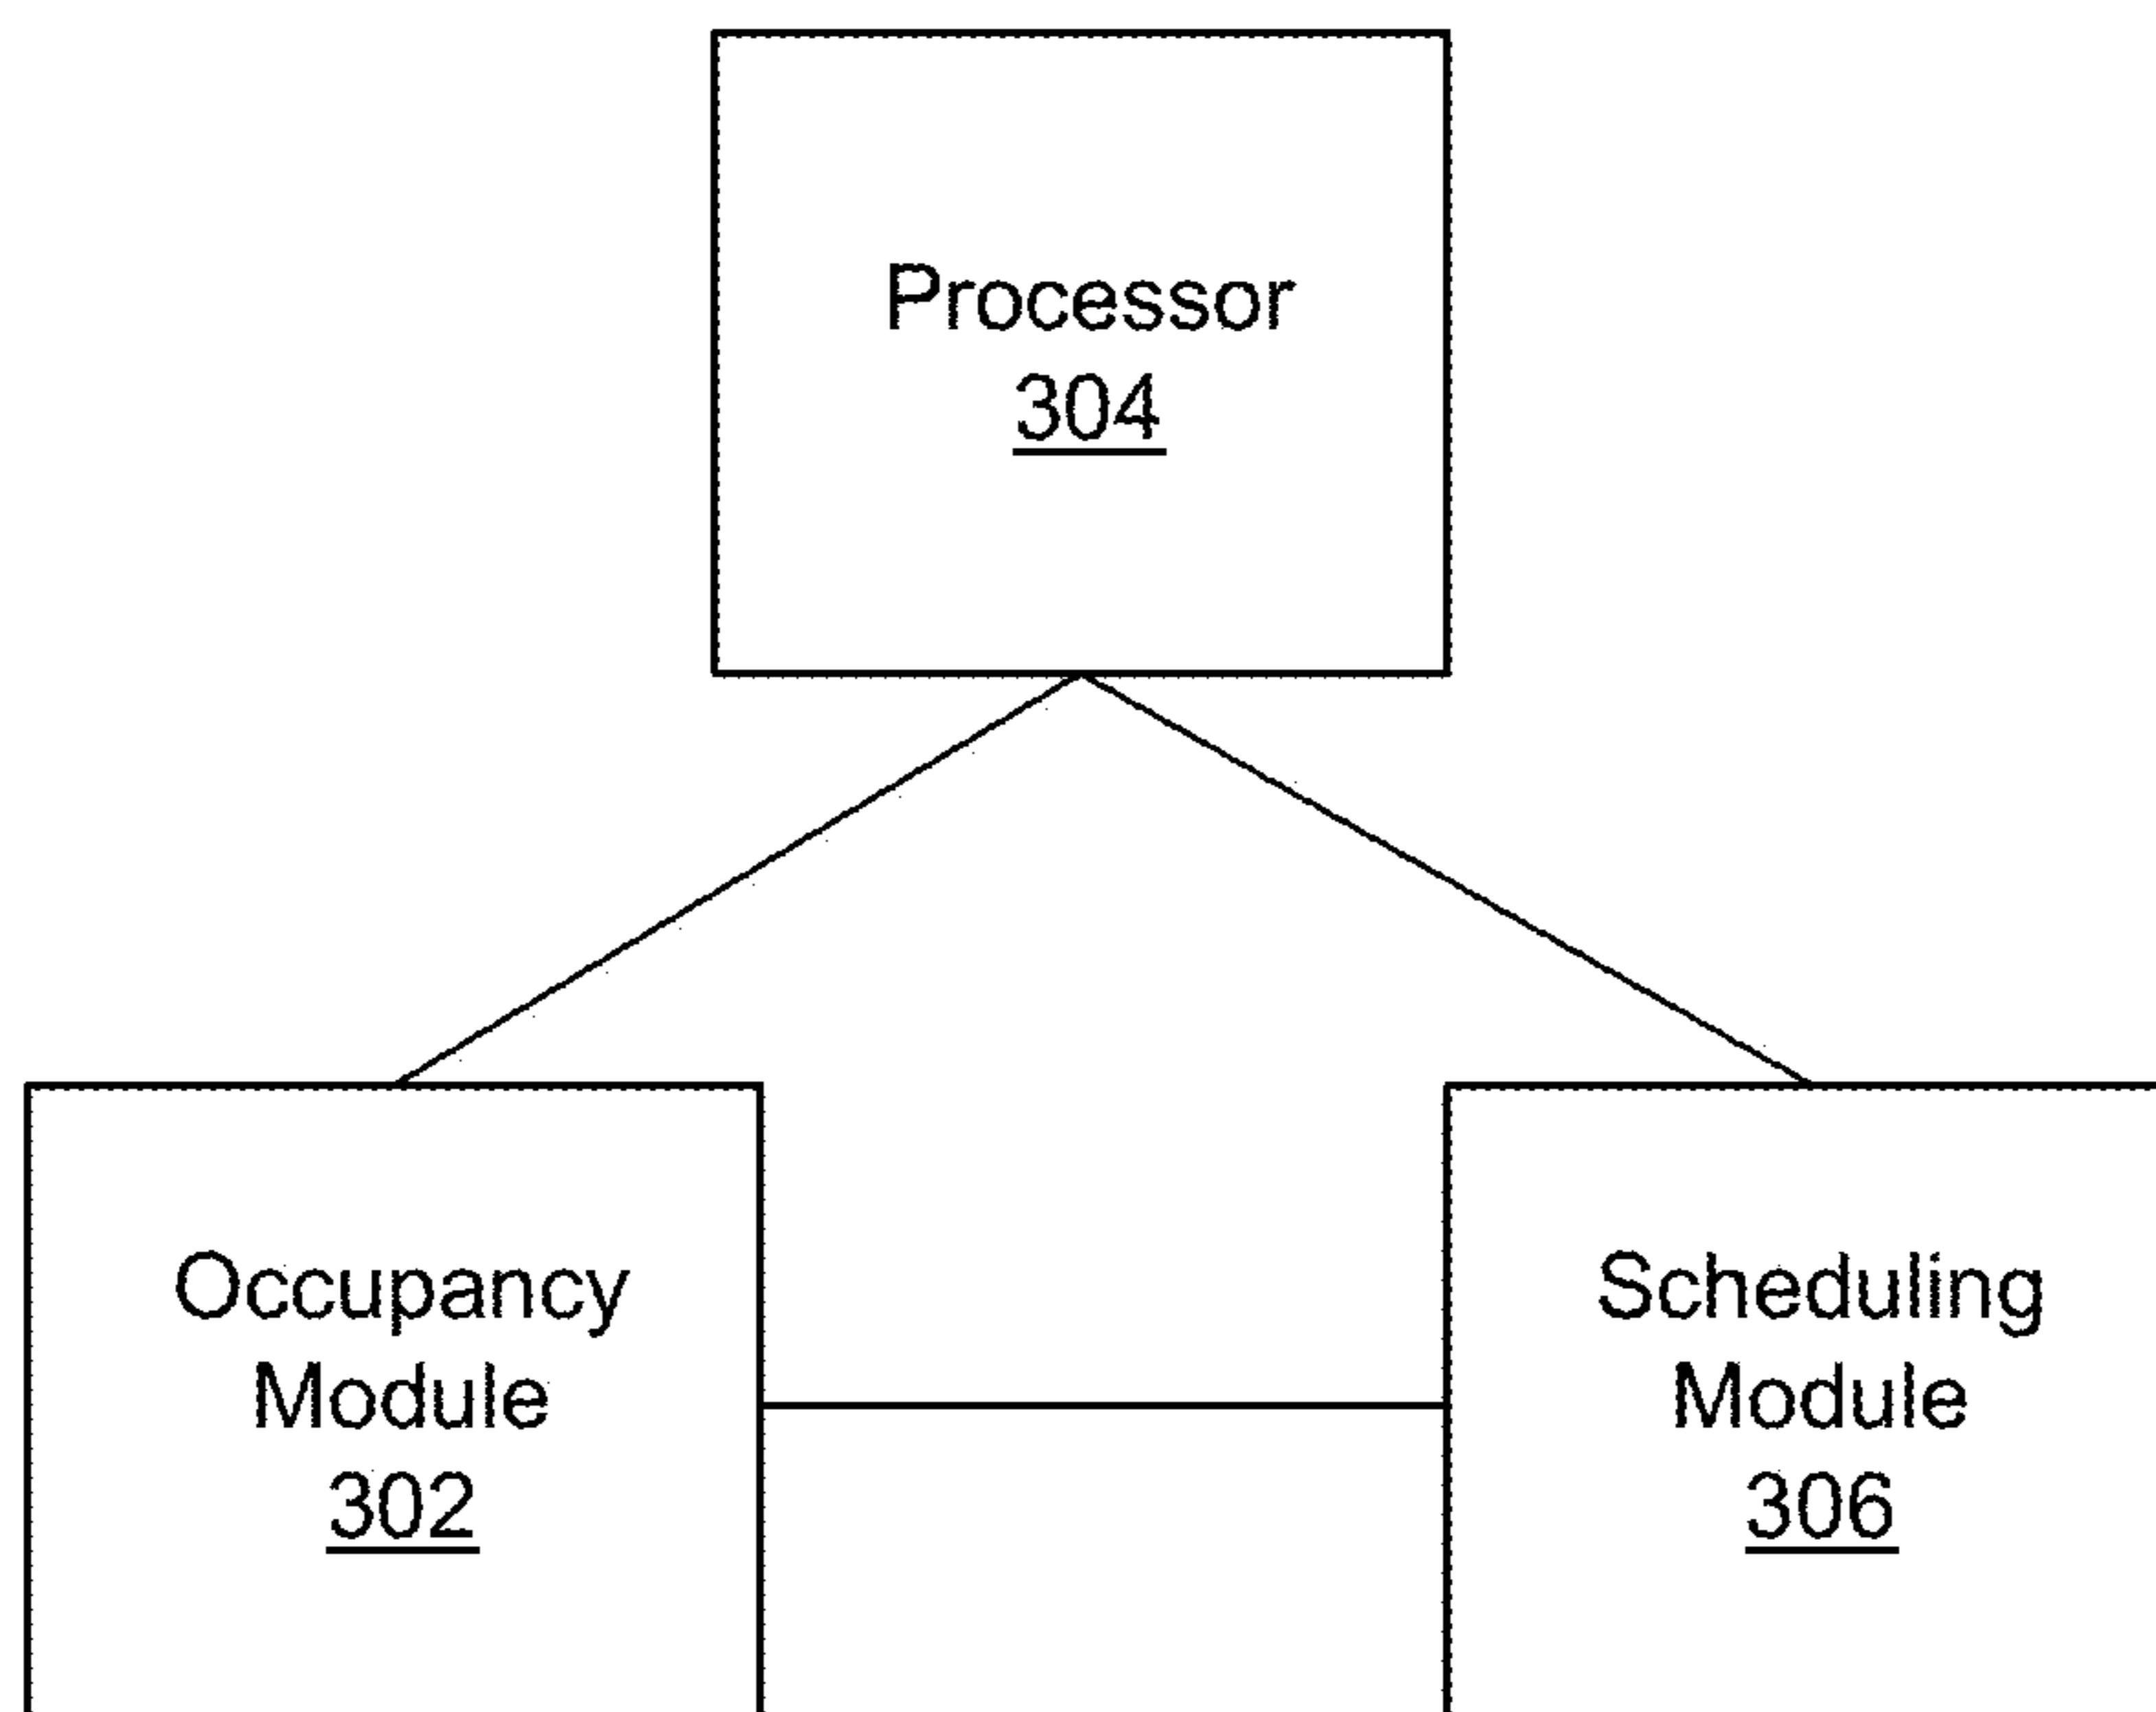 Processor
304
Occupancy
Module
302
Scheduling
Module
306